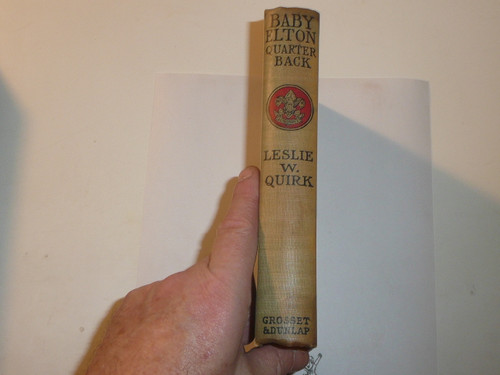 BABY
ELTON
QUARTER
BACK
LESLIE
W.
QUIRK
GROSSET
& DUNLAP